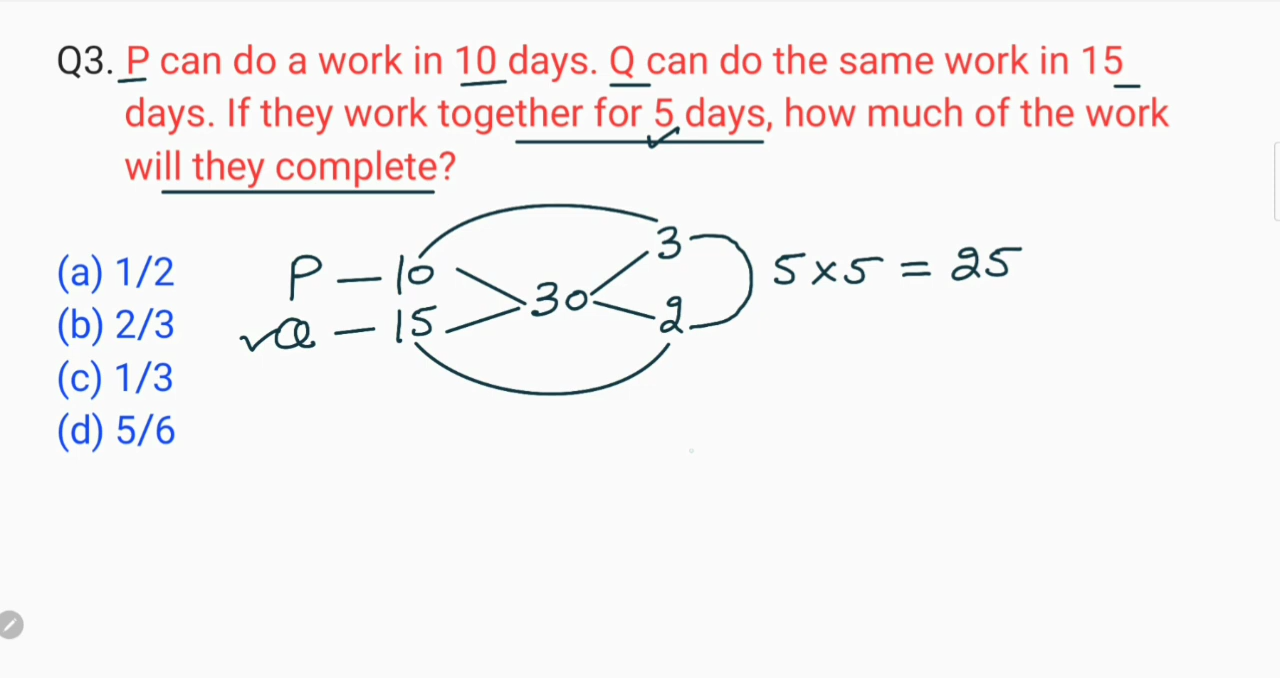 Q3. P can do a work in 10 days. Q can do the same work in 15
days. If they work together for 5 days, how much of the work
will they complete?
(a) 1/2
(b) 2/3
(c) 1/3
(d) 5/6
P – 10
Q – 15
30
3
2
5×5 = 25